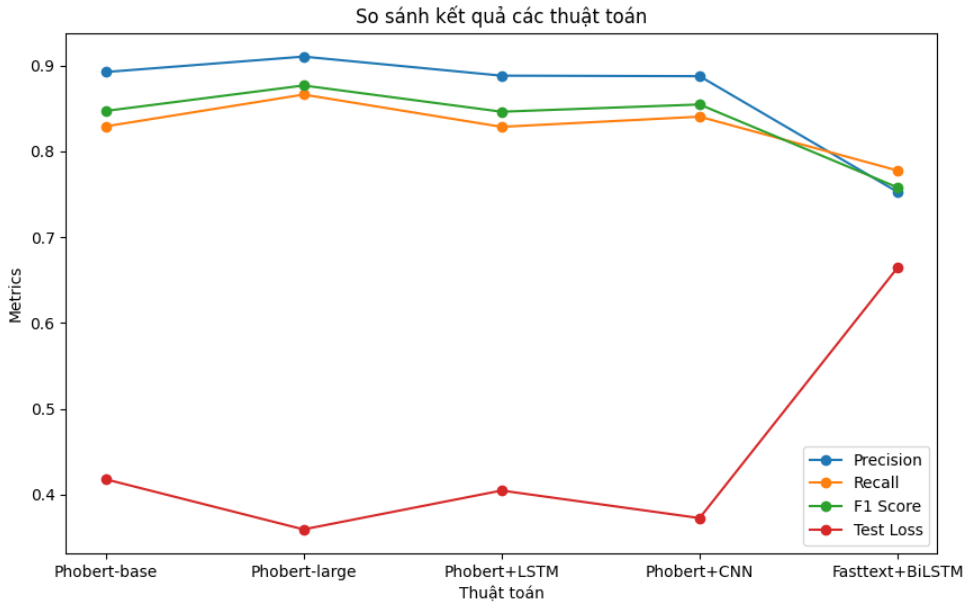 So sánh kết quả các thuật toán
Metrics
0.9
0.8
0.7
0.6
0.5
0.4
Precision
Recall
F1 Score
Test Loss
Phobert-base Phobert-large Phobert+LSTM Phobert+CNN Fasttext+BiLSTM
Thuật toán